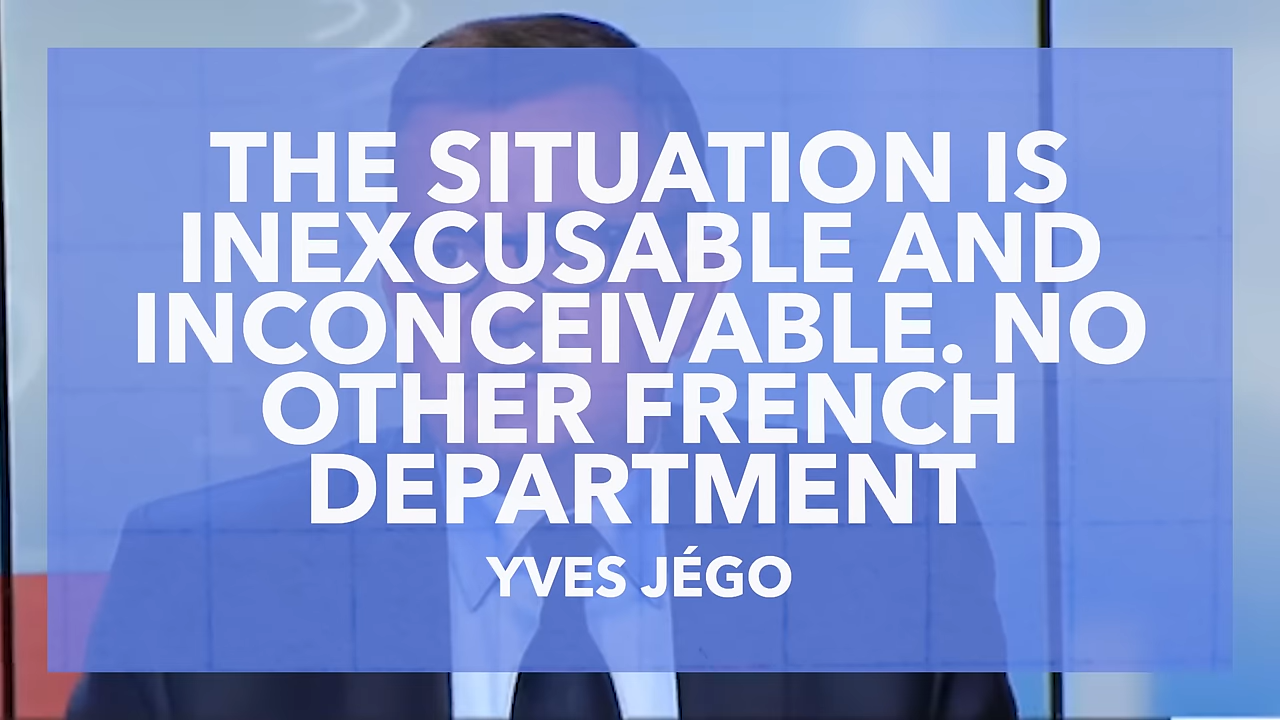 THE SITUATION IS
INEXCUSABLE AND
INCONCEIVABLE. NO
OTHER FRENCH
DEPARTMENT
YVES JÉGO